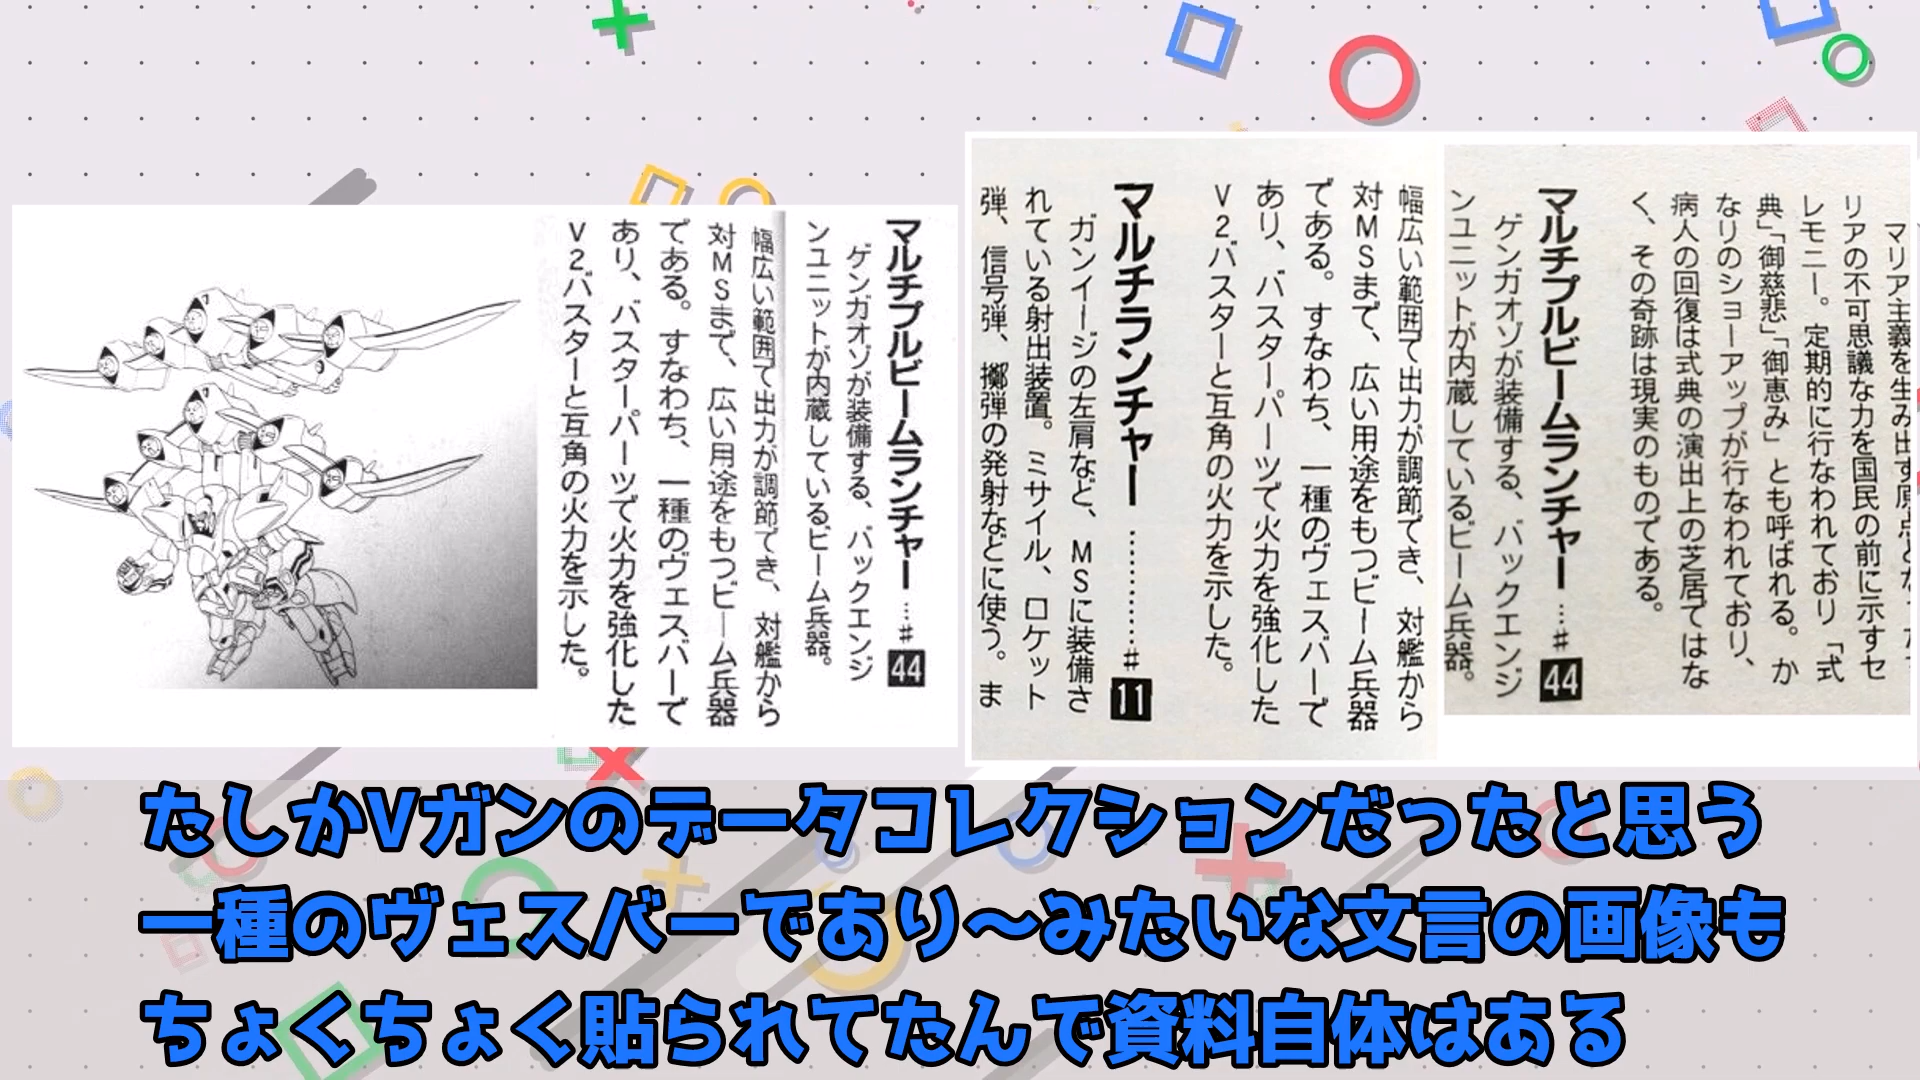 マルチプルビームランチャー…♯44
ゲンガオゾが装備する、バックエンジ
ンユニットが内蔵しているビーム兵器。
幅広い範囲で出力が調節でき、対艦から
対MSまで、広い用途をもつビーム兵器
である。すなわち、一種のヴェスバーで
あり、バスターパーツで火力を強化した
V2バスターと互角の火力を示した。
マリア主義を生み出す原点と
リアの不可思議な力を国民の前に示すセ
レモニー。定期的に行なわれており「式
典」「御慈悲」「御恵み」とも呼ばれる。か
なりのショーアップが行なわれており、
病人の回復は式典の演出上の芝居ではな
く、その奇跡は現実のものである。
マルチプルビームランチャー…♯44
ゲンガオゾが装備する、バックエンジ
ンユニットが内蔵しているビーム兵器。
幅広い範囲で出力が調節でき、対艦から
対MSまで、広い用途をもつビーム兵器
である。すなわち、一種のヴェスバーで
あり、バスターパーツで火力を強化した
V2バスターと互角の火力を示した。
マルチランチャー…………♯11
ガンイージの左肩など、MSに装備さ
れている射出装置。ミサイル、ロケット
弾、信号弾、擲弾の発射などに使う。ま
たしかVガンのデータコレクションだったと思う
一種のヴェスバーであり～みたいな文言の画像も
ちょくちょく貼られてたんで資料自体はある